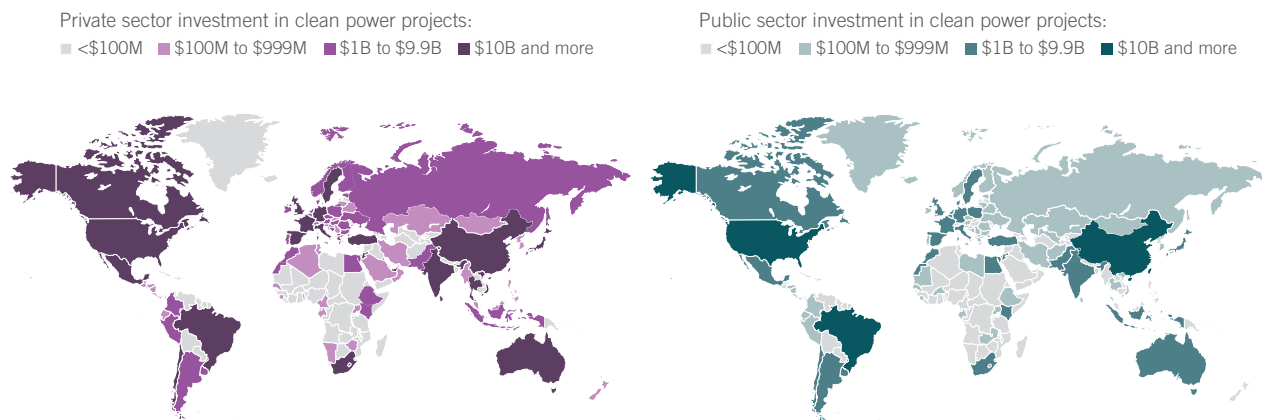 Private sector investment in clean power projects:
<$100M $100M to $999M $1B to $9.9B $10B and more
Public sector investment in clean power projects:
<$100M $100M to $999M $1B to $9.9B $10B and more